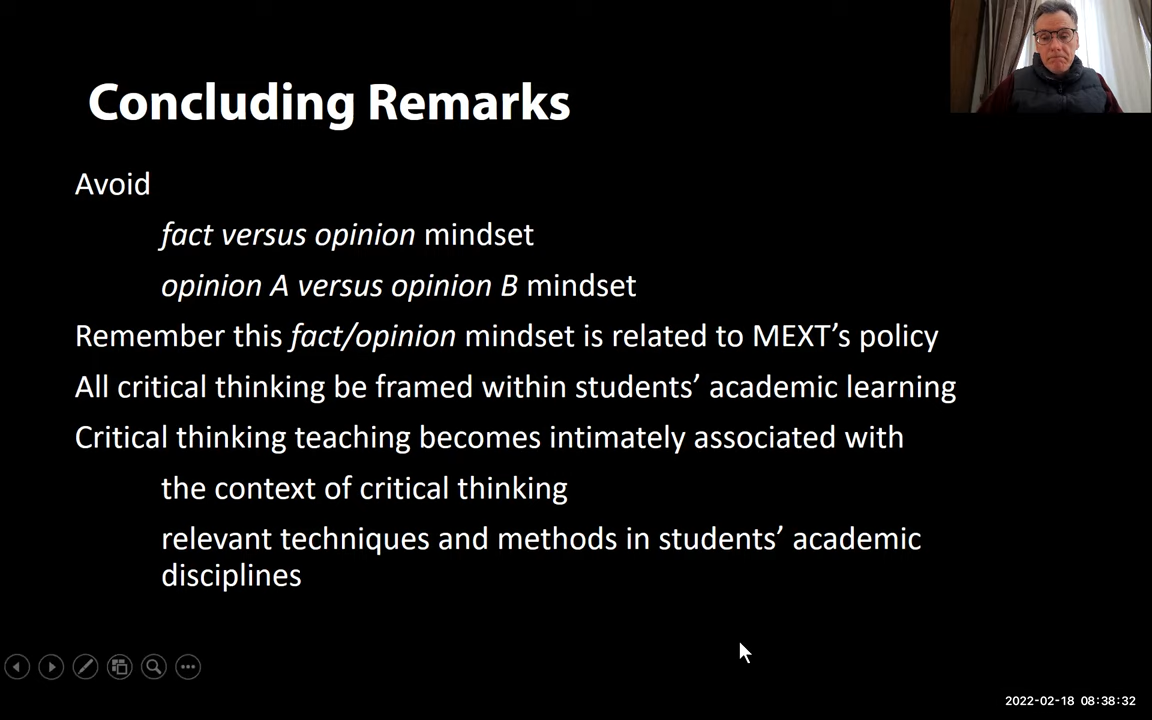 Concluding Remarks
Avoid
fact versus opinion mindset
opinion A versus opinion B mindset
Remember this fact/opinion mindset is related to MEXT’s policy
All critical thinking be framed within students’ academic learning
Critical thinking teaching becomes intimately associated with
the context of critical thinking
relevant techniques and methods in students’ academic
disciplines
2022-02-18 08:38:32